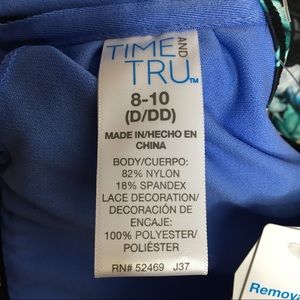 TIME AND
TRU™
8-10
(D/DD)
MADE IN/HECHO EN
CHINA
BODY/CUERPO:
82% NYLON
18% SPANDEX
LACE DECORATION/
DECORACIÓN DE
ENCAJE:
100% POLYESTER/
POLIÉSTER
RN# 52469 J37
Remov